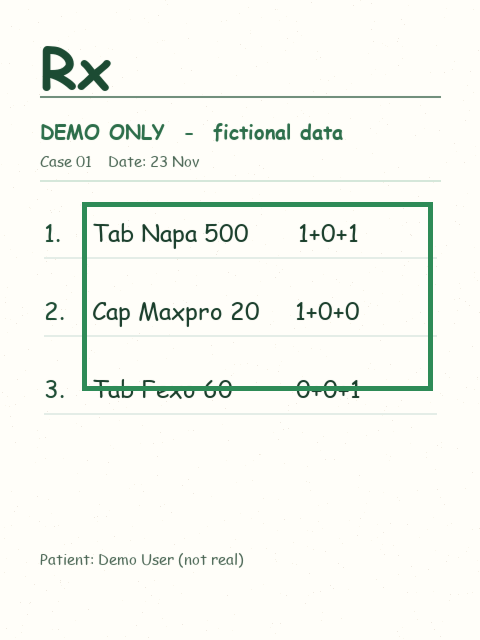 Rx
DEMO ONLY - fictional data
Case 01 Date: 23 Nov
1. Tab Napa 500 1+0+1
2. Cap Maxpro 20 1+0+0
3. Tab Fexo 60 0+0+1
Patient: Demo User (not real)